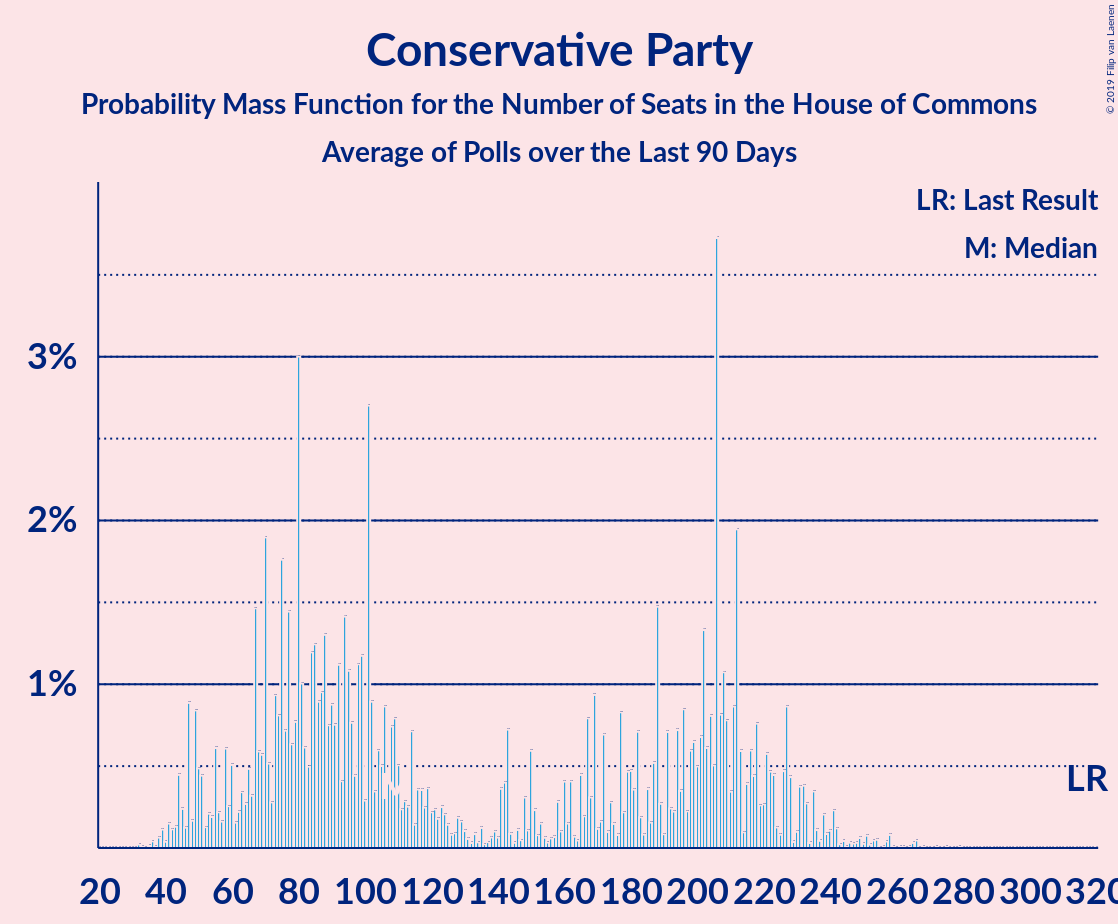 Conservative Party
Probability Mass Function for the Number of Seats in the House of Commons
Average of Polls over the Last 90 Days
© 2019 Filip van Laenen
LR: Last Result
M: Median
3%
2%
1%
LR
20 40 60 80 100 120 140 160 180 200 220 240 260 280 300 320